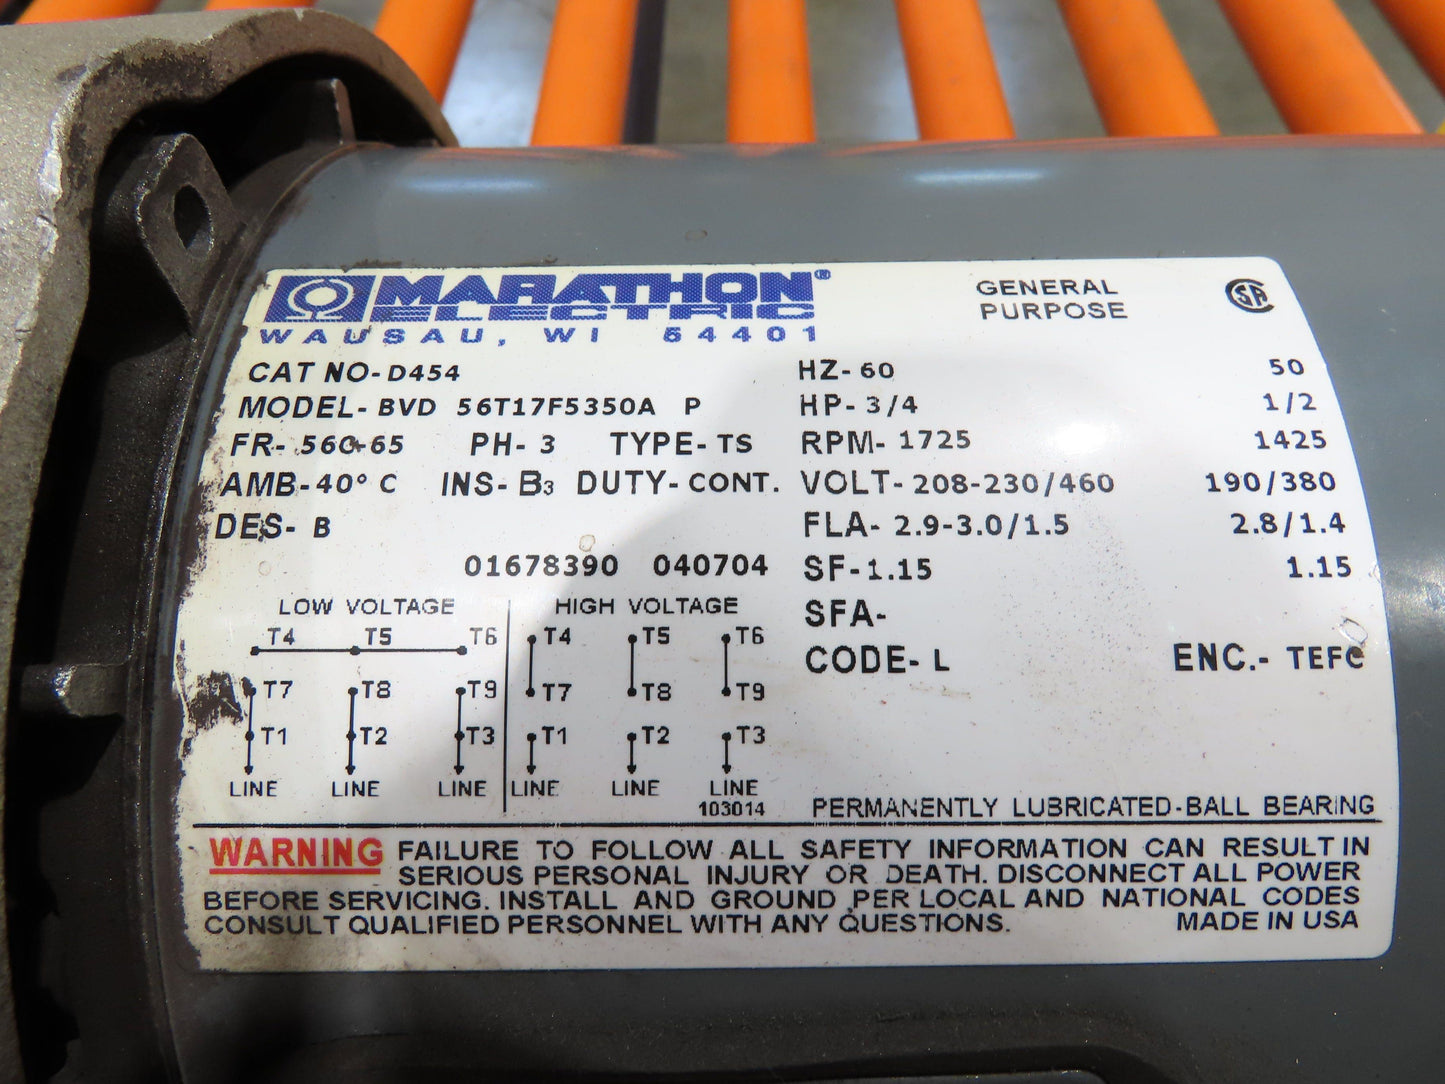 MARATHON®
ELECTRIC
WAUSAU, WI 54401
GENERAL
PURPOSE
CAT NO-D454
MODEL-BVD 56T17F5350A P
FR- 56C-65 PH- 3 TYPE-TS
AMB-40° C INS-B3 DUTY-CONT.
DES- B
01678390 040704
HZ-60 50
HP-3/4 1/2
RPM-1725 1425
VOLT-208-230/460 190/380
FLA-2.9-3.0/1.5 2.8/1.4
SF-1.15 1.15
SFA-
CODE-L ENC.-TEFC
LOW VOLTAGE HIGH VOLTAGE
T4 T5 T6 T4 T5 T6
T7 T8 T9 T7 T8 T9
T1 T2 T3 T1 T2 T3
LINE LINE LINE LINE LINE LINE
103014
PERMANENTLY LUBRICATED-BALL BEARING
WARNING FAILURE TO FOLLOW ALL SAFETY INFORMATION CAN RESULT IN
SERIOUS PERSONAL INJURY OR DEATH. DISCONNECT ALL POWER
BEFORE SERVICING. INSTALL AND GROUND PER LOCAL AND NATIONAL CODES
CONSULT QUALIFIED PERSONNEL WITH ANY QUESTIONS. MADE IN USA